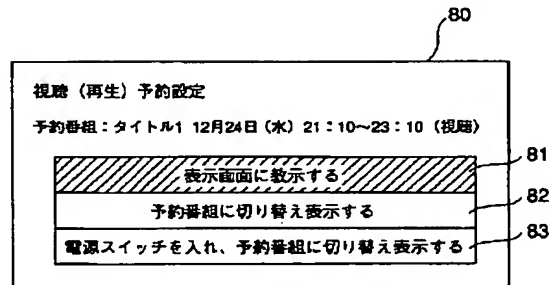 80
視聴（再生）予約設定
予約番組：タイトル1 12月24日（水）21：10～23：10（視聴）
表示画面に教示する
81
予約番組に切り替え表示する
82
電源スイッチを入れ、予約番組に切り替え表示する
83